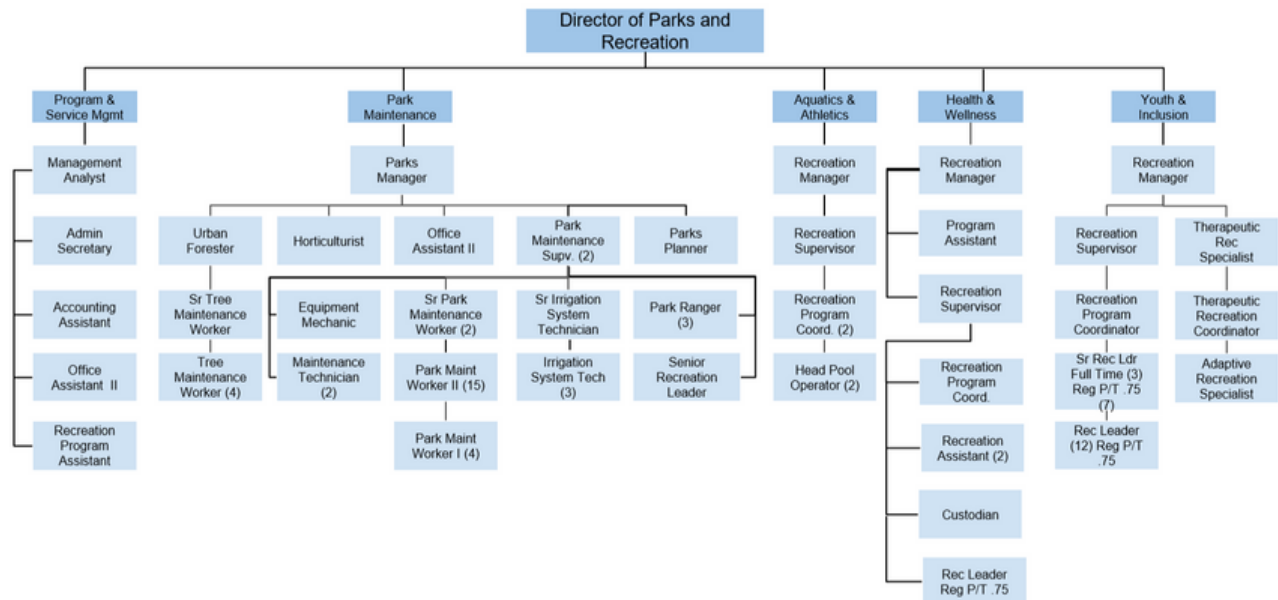 Director of Parks and
Recreation
Program &
Service Mgmt
Park
Maintenance
Aquatics &
Athletics
Health &
Wellness
Youth &
Inclusion
Management
Analyst
Parks
Manager
Recreation
Manager
Recreation
Manager
Recreation
Manager
Admin
Secretary
Urban
Forester
Horticulturist
Office
Assistant II
Park
Maintenance
Supv. (2)
Parks
Planner
Recreation
Supervisor
Program
Assistant
Recreation
Supervisor
Therapeutic
Rec
Specialist
Accounting
Assistant
Sr Tree
Maintenance
Worker
Equipment
Mechanic
Sr Park
Maintenance
Worker (2)
Sr Irrigation
System
Technician
Park Ranger
(3)
Recreation
Program
Coord. (2)
Recreation
Supervisor
Recreation
Program
Coordinator
Therapeutic
Recreation
Coordinator
Office
Assistant II
Tree
Maintenance
Worker (4)
Maintenance
Technician
(2)
Park Maint
Worker II (15)
Irrigation
System Tech
(3)
Senior
Recreation
Leader
Head Pool
Operator (2)
Recreation
Program
Coord.
Sr Rec Ldr
Full Time (3)
Reg P/T .75
(7)
Adaptive
Recreation
Specialist
Recreation
Program
Assistant
Park Maint
Worker I (4)
Recreation
Assistant (2)
Rec Leader
(12) Reg P/T
.75
Custodian
Rec Leader
Reg P/T .75